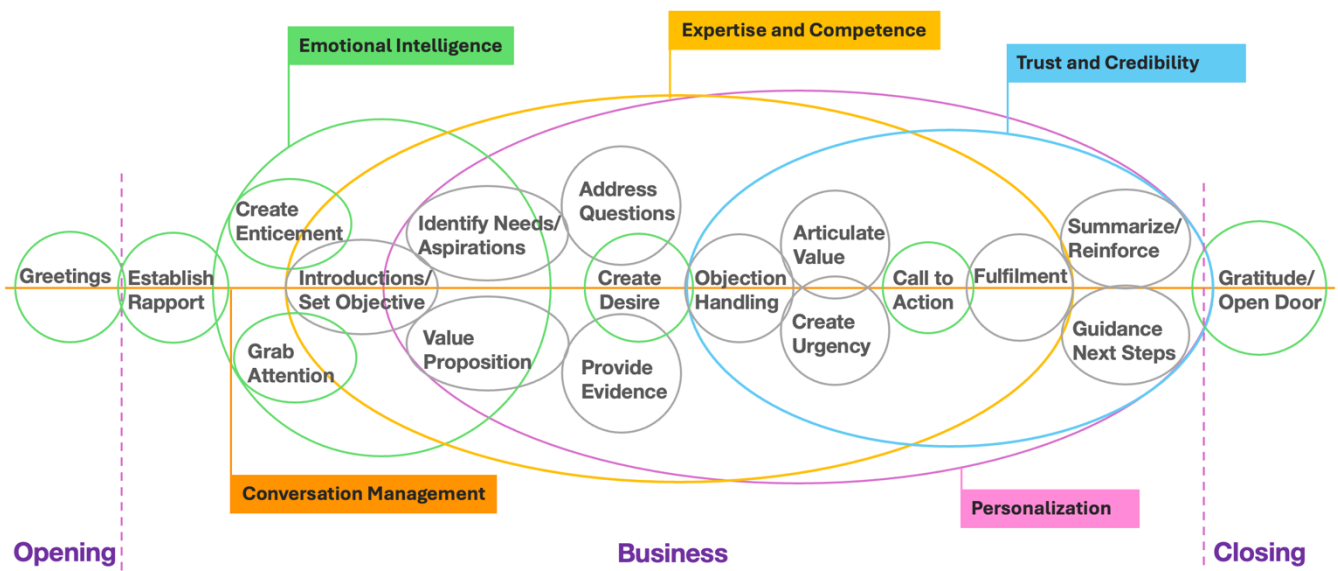 Emotional Intelligence
Expertise and Competence
Trust and Credibility
Greetings
Establish
Rapport
Create
Enticement
Introductions/
Set Objective
Grab
Attention
Identify Needs/
Aspirations
Value
Proposition
Address
Questions
Create
Desire
Provide
Evidence
Objection
Handling
Articulate
Value
Create
Urgency
Call to
Action
Fulfilment
Summarize/
Reinforce
Guidance
Next Steps
Gratitude/
Open Door
Conversation Management
Personalization
Opening
Business
Closing